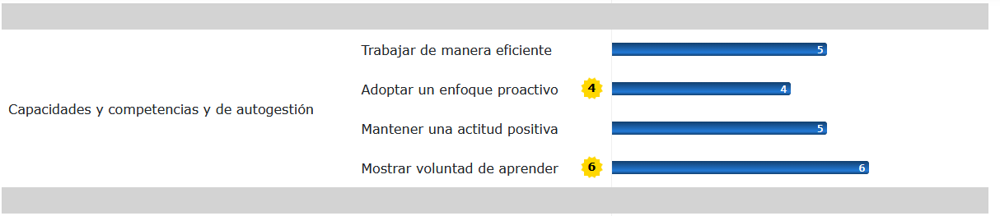 Trabajar de manera eficiente 5
Adoptar un enfoque proactivo 4 4
Capacidades y competencias y de autogestión
Mantener una actitud positiva 5
Mostrar voluntad de aprender 6 6